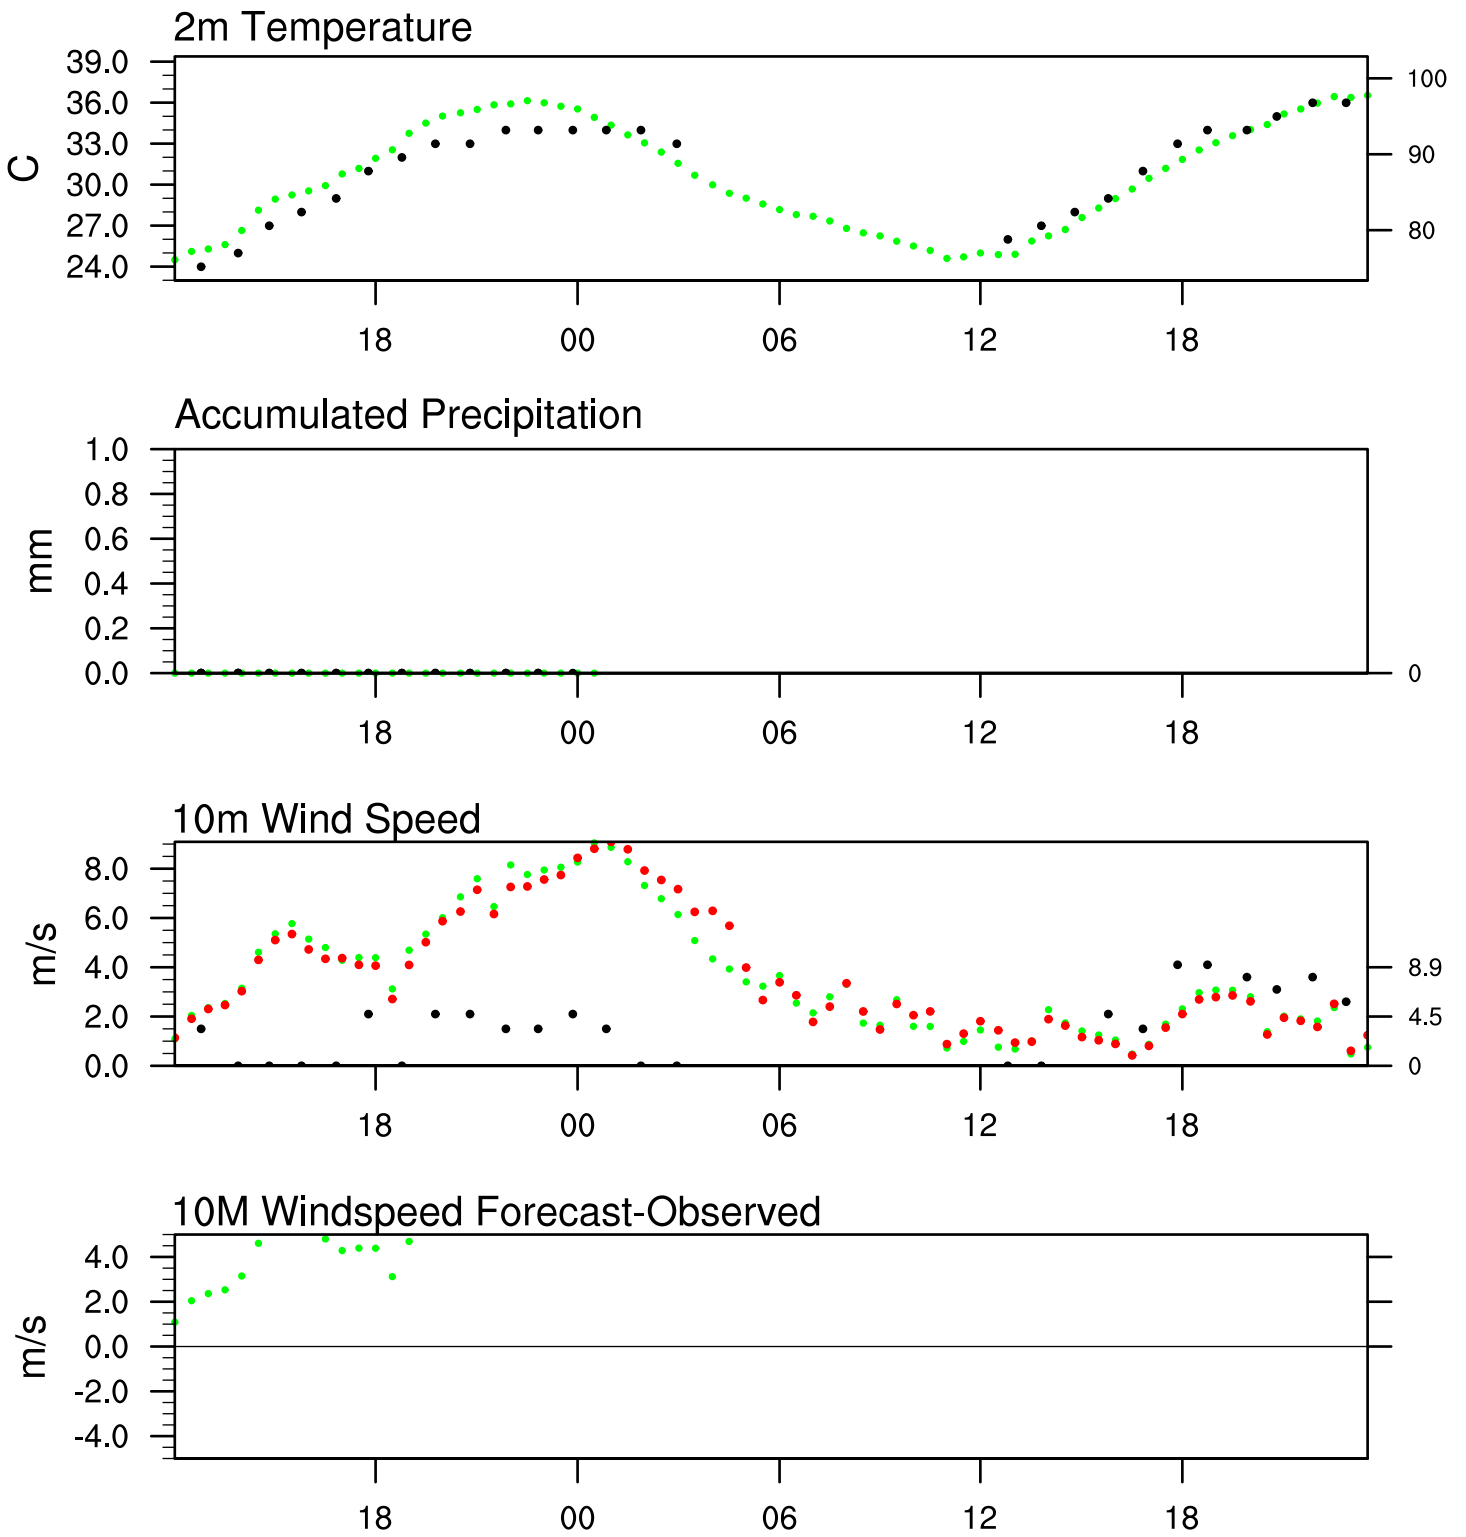 2m Temperature
39.0
36.0
33.0
30.0
27.0
24.0
C
100
90
80
18 00 06 12 18
Accumulated Precipitation
1.0
0.8
0.6
0.4
0.2
0.0
mm
0
18 00 06 12 18
10m Wind Speed
8.0
6.0
4.0
2.0
0.0
m/s
8.9
4.5
0
18 00 06 12 18
10M Windspeed Forecast-Observed
4.0
2.0
0.0
-2.0
-4.0
m/s
18 00 06 12 18